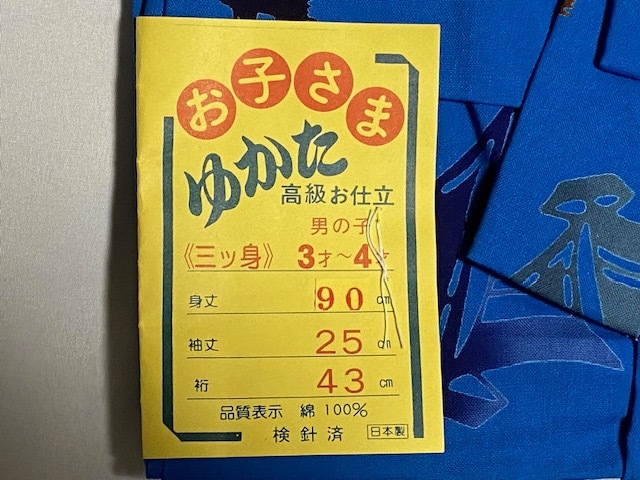 お子さま
ゆかた
高級お仕立
男の子
《三ッ身》 3才～4才
身丈 90 cm
袖丈 25 cm
裄 43 cm
品質表示 綿 100%
検針済 日本製